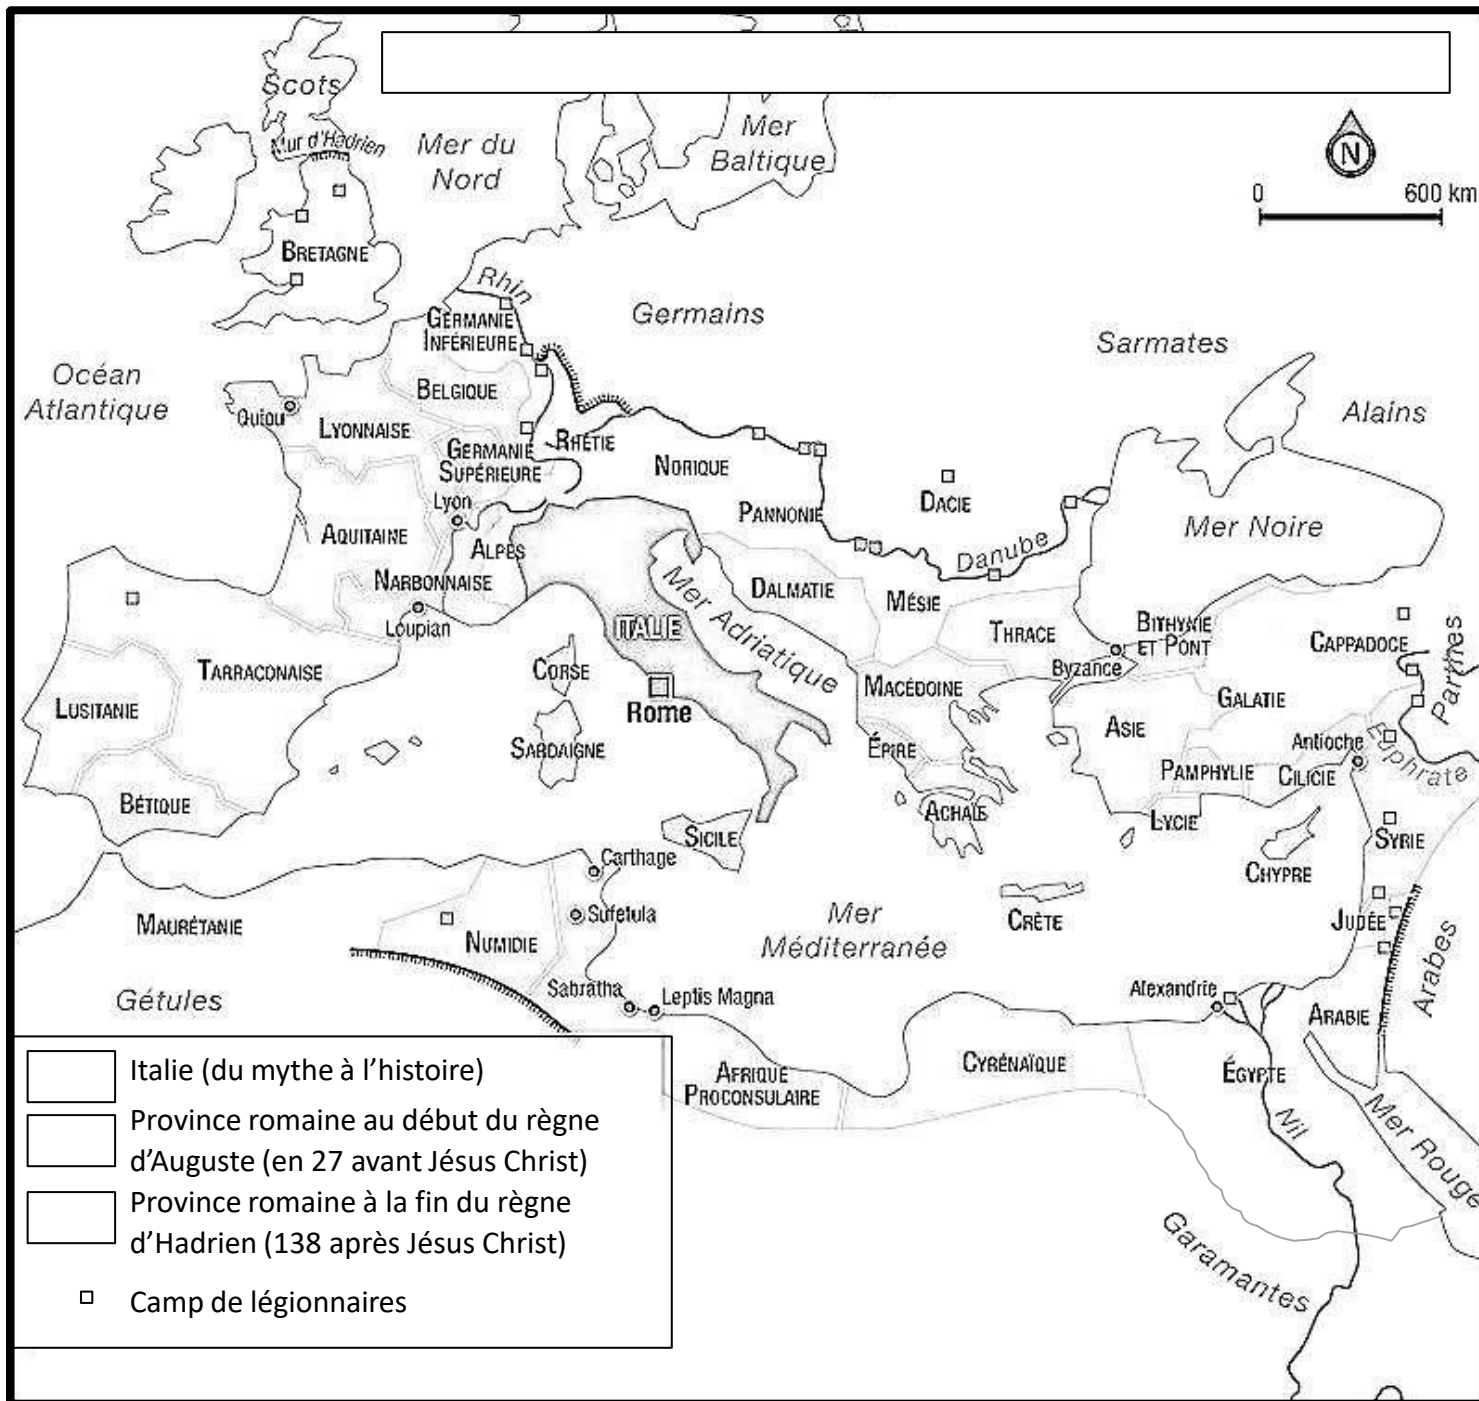 Scots
Mur d'Hadrien
Mer du
Nord
Mer
Baltique
N
0 600 km
BRETAGNE
Rhin
Germains
GERMANIE
INFÉRIEURE
Sarmates
Océan
Atlantique
BELGIQUE
Alains
Quiou
LYONNAISE
RHÉTIE
GERMANIE
SUPÉRIEURE
NORIQUE
Lyon
DACIE
PANNONIE
Mer Noire
AQUITAINE
ALPES
Danube
NARBONNAISE
DALMATIE
MÉSIE
Loupian
ITALIE
Mer Adriatique
THRACE
BITHYNIE
ET PONT
CAPPADOCE
Parthes
TARRACONAISE
CORSE
Byzance
MACÉDOINE
LUSITANIE
Rome
GALATIE
ASIE
SARDAIGNE
ÉPIRE
Antioche
Euphrate
PAMPHYLIE
CILICIE
BÉTIQUE
ACHAÏE
LYCIE
SICILE
SYRIE
Carthage
CHYPRE
MAURÉTANIE
Sufetula
NUMIDIE
Mer
Méditerranée
CRÈTE
JUDÉE
Arabes
Gétules
Sabratha
Leptis Magna
Alexandrie
ARABIE
AFRIQUE
PROCONSULAIRE
CYRÉNAÏQUE
ÉGYPTE
Nil
Mer Rouge
Garamantes
Italie (du mythe à l’histoire)
Province romaine au début du règne
d’Auguste (en 27 avant Jésus Christ)
Province romaine à la fin du règne
d’Hadrien (138 après Jésus Christ)
Camp de légionnaires